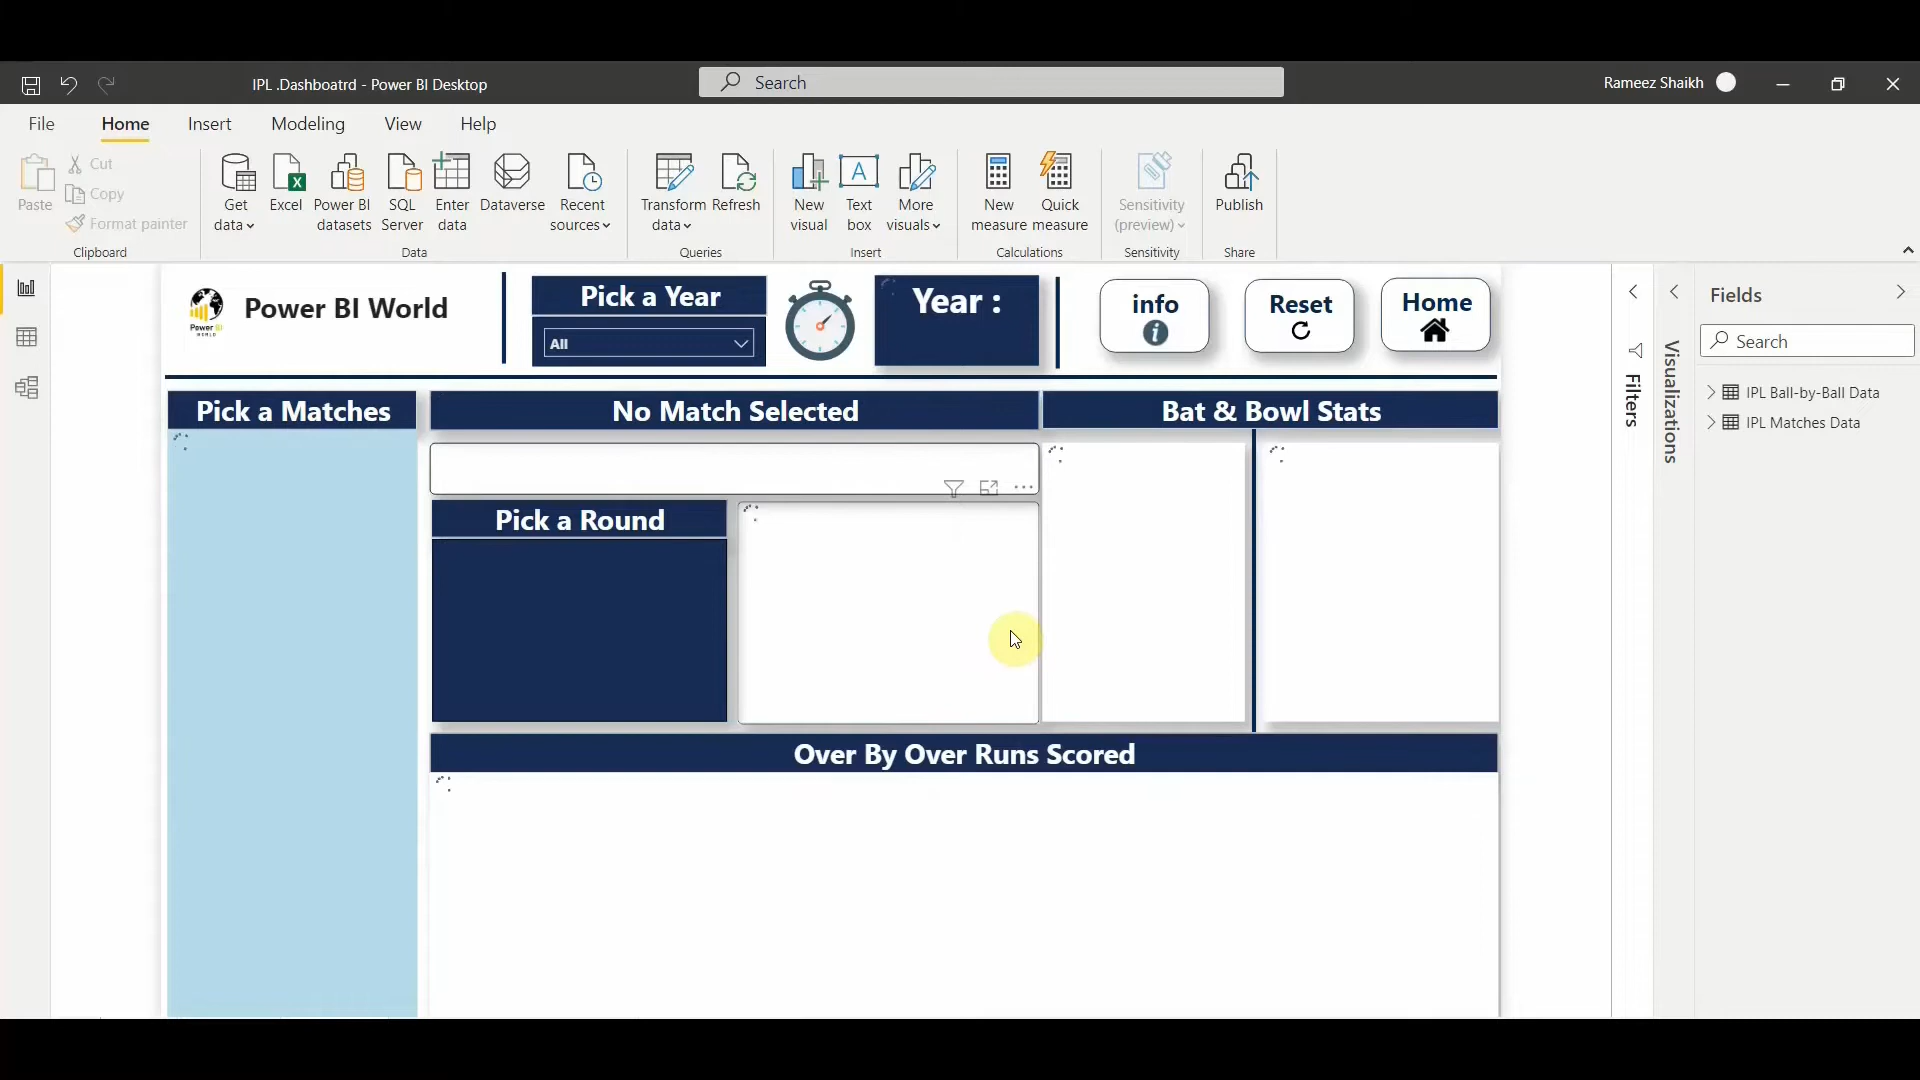 IPL .Dashboatrd - Power BI Desktop
Search
Rameez Shaikh
File
Home
Insert
Modeling
View
Help
Paste
Cut
Copy
Format painter
Clipboard
Get data
Excel
Power BI datasets
SQL Server
Enter data
Dataverse
Recent sources
Data
Transform data
Refresh
Queries
New visual
Text box
More visuals
Insert
New measure
Quick measure
Calculations
Sensitivity (preview)
Sensitivity
Publish
Share
Power BI WORLD
Power BI World
Pick a Year
All
Year :
info
Reset
Home
Pick a Matches
No Match Selected
Bat & Bowl Stats
Pick a Round
Over By Over Runs Scored
Filters
Visualizations
Fields
Search
IPL Ball-by-Ball Data
IPL Matches Data